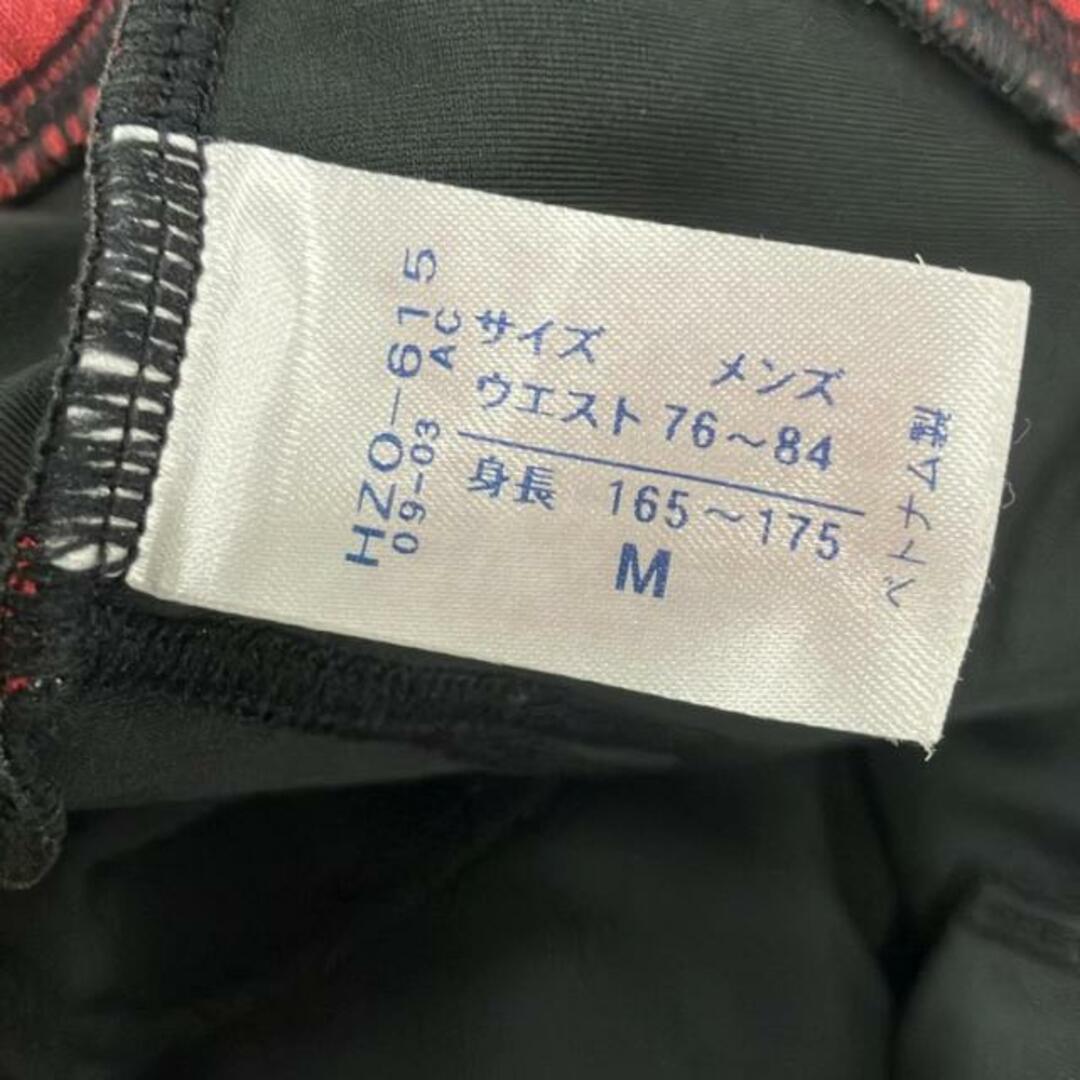 HZO-615
09-03 AC
サイズ メンズ
ウエスト 76~84
身長 165~175
M
ベトナム製